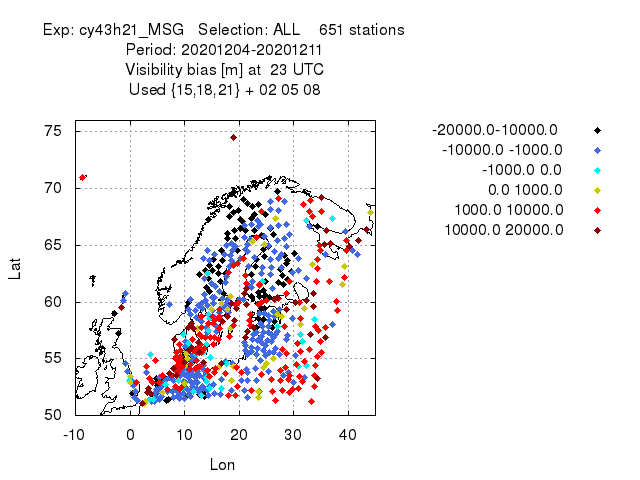 Exp: cy43h21_MSG Selection: ALL 651 stations
Period: 20201204-20201211
Visibility bias [m] at 23 UTC
Used {15,18,21} + 02 05 08
-20000.0-10000.0
-10000.0 -1000.0
-1000.0 0.0
0.0 1000.0
1000.0 10000.0
10000.0 20000.0
75
70
65
60
55
50
Lat
-10 0 10 20 30 40
Lon